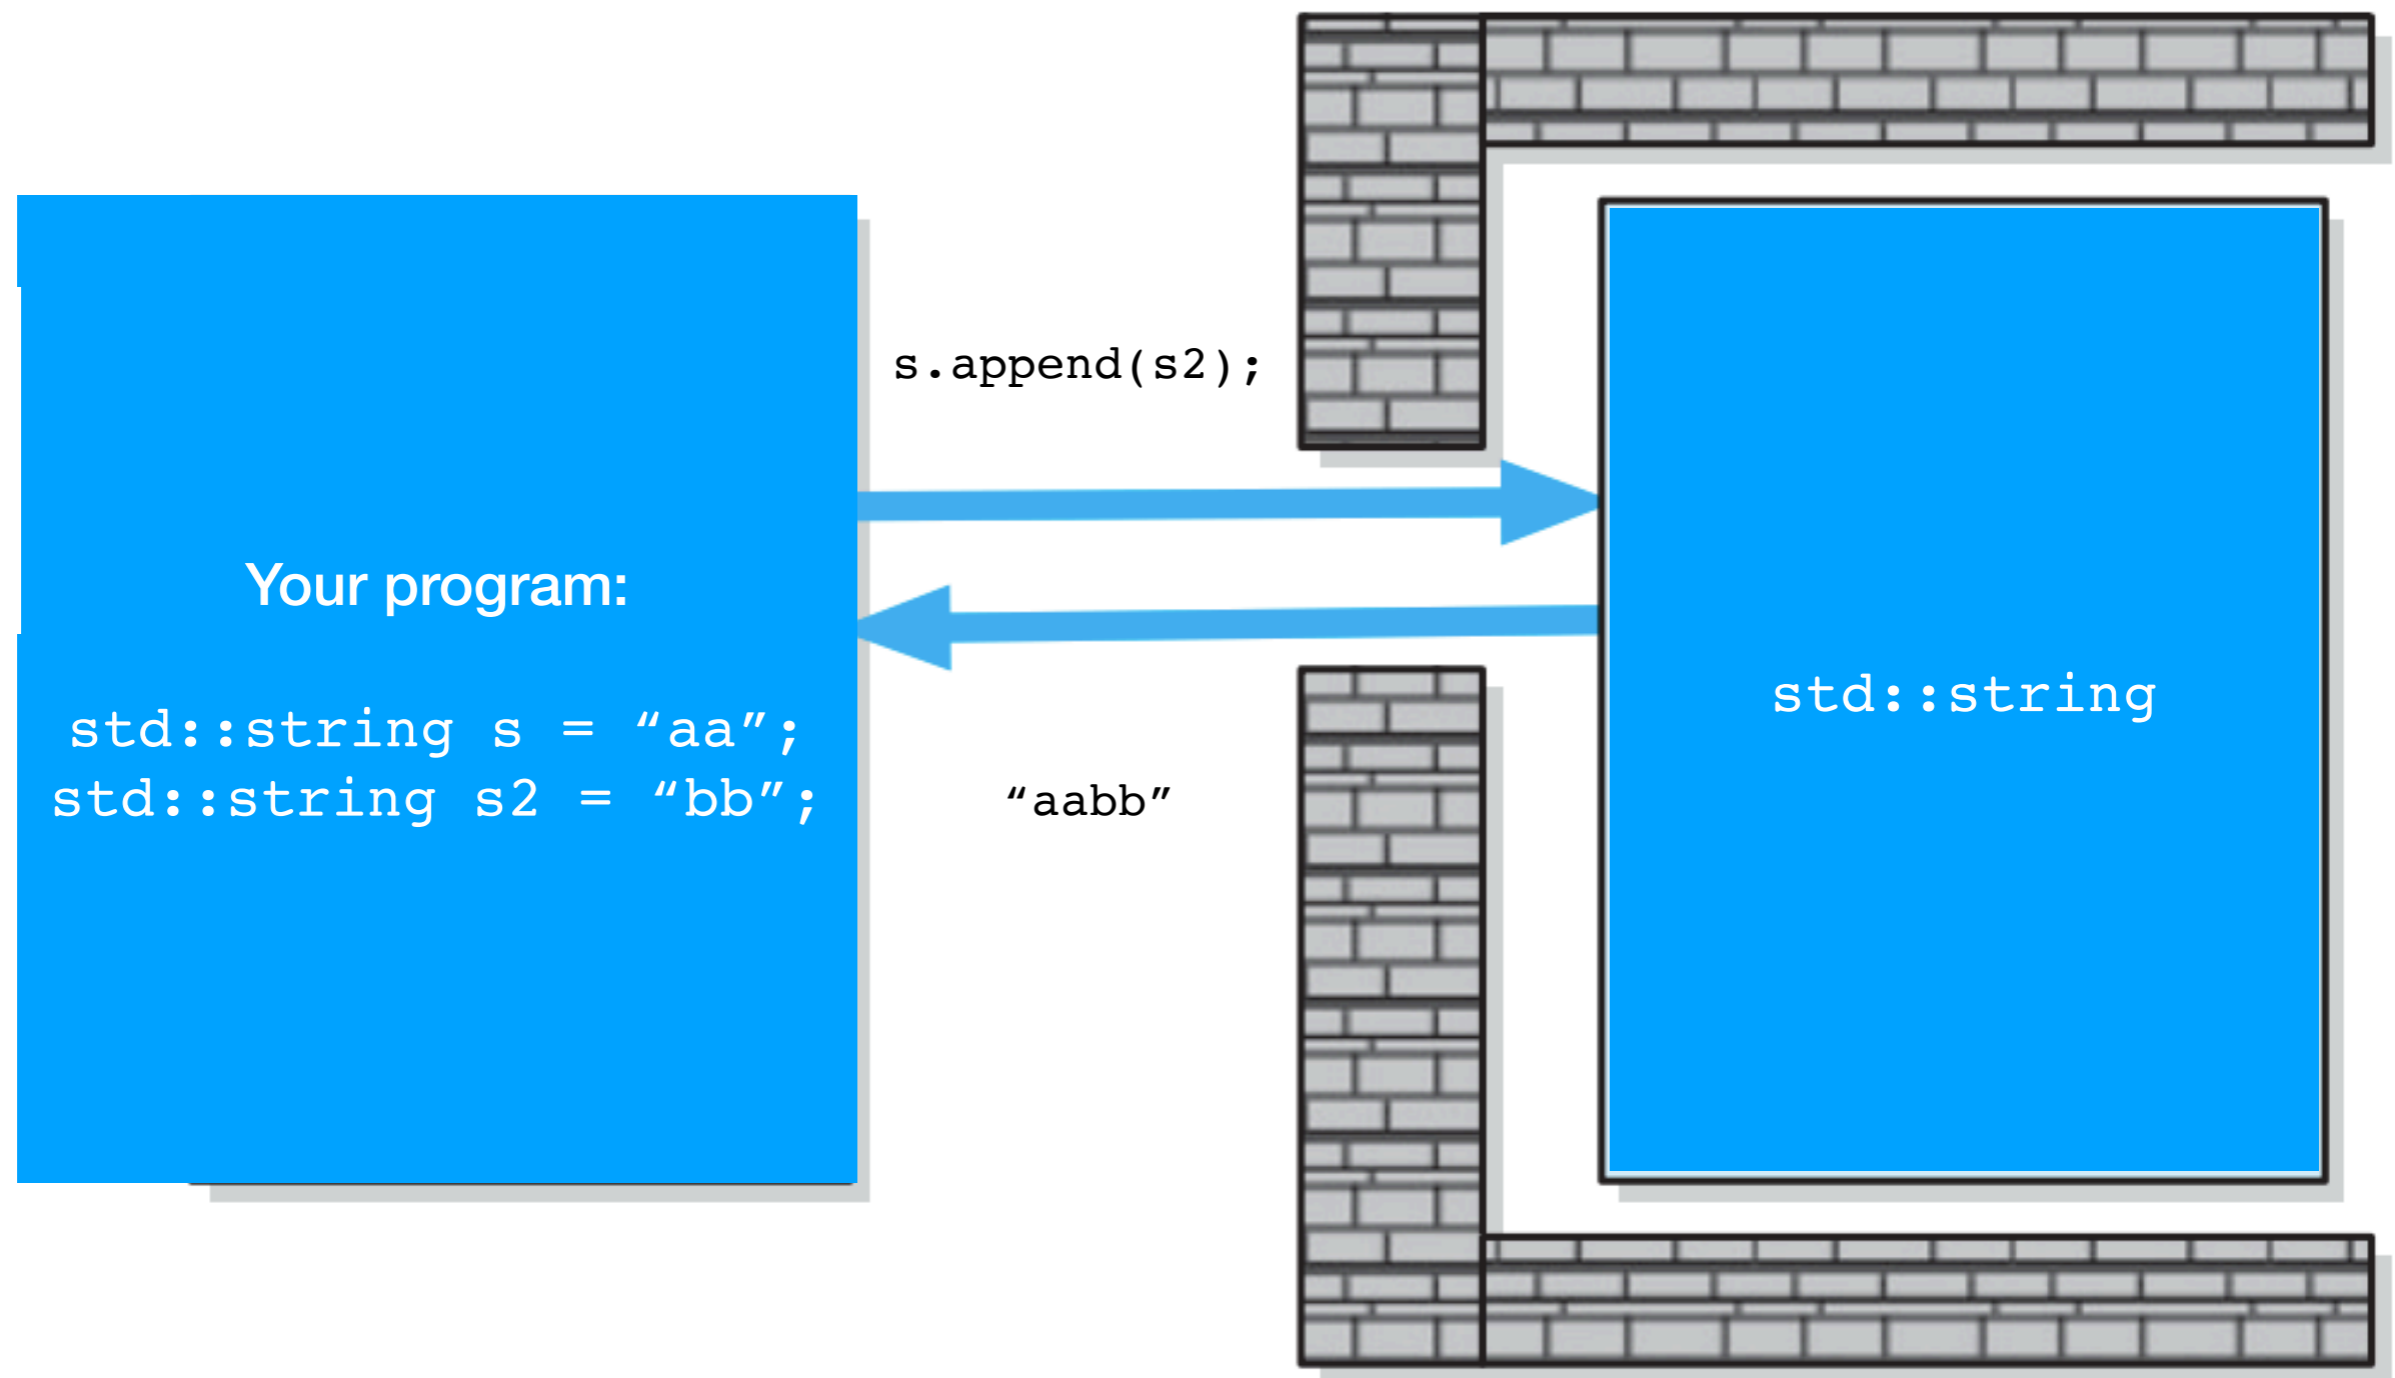 s.append(s2);
Your program:
std::string s = “aa”;
std::string s2 = “bb”;
“aabb”
std::string